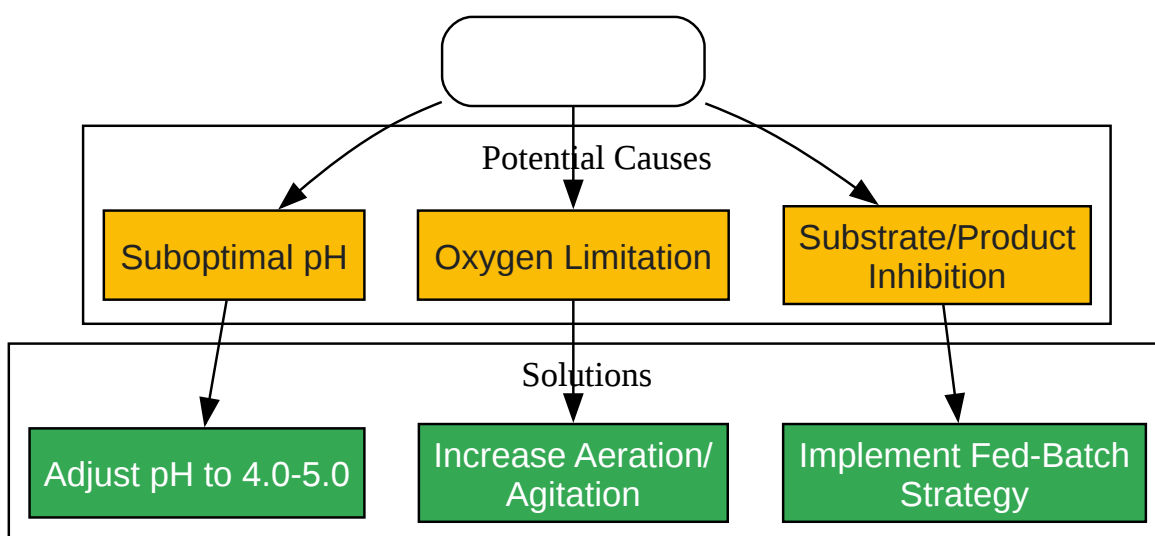 Potential Causes
Suboptimal pH
Oxygen Limitation
Substrate/Product
Inhibition
Solutions
Adjust pH to 4.0-5.0
Increase Aeration/
Agitation
Implement Fed-Batch
Strategy